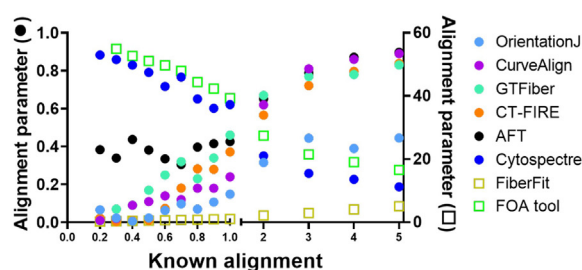 Alignment parameter (●)
1.0
0.8
0.6
0.4
0.2
0.0
0.0 0.2 0.4 0.6 0.8 1.0 2 3 4 5
Known alignment
60
40
20
0
Alignment parameter (□)
OrientationJ
CurveAlign
GTFiber
CT-FIRE
AFT
Cytospectre
FiberFit
FOA tool